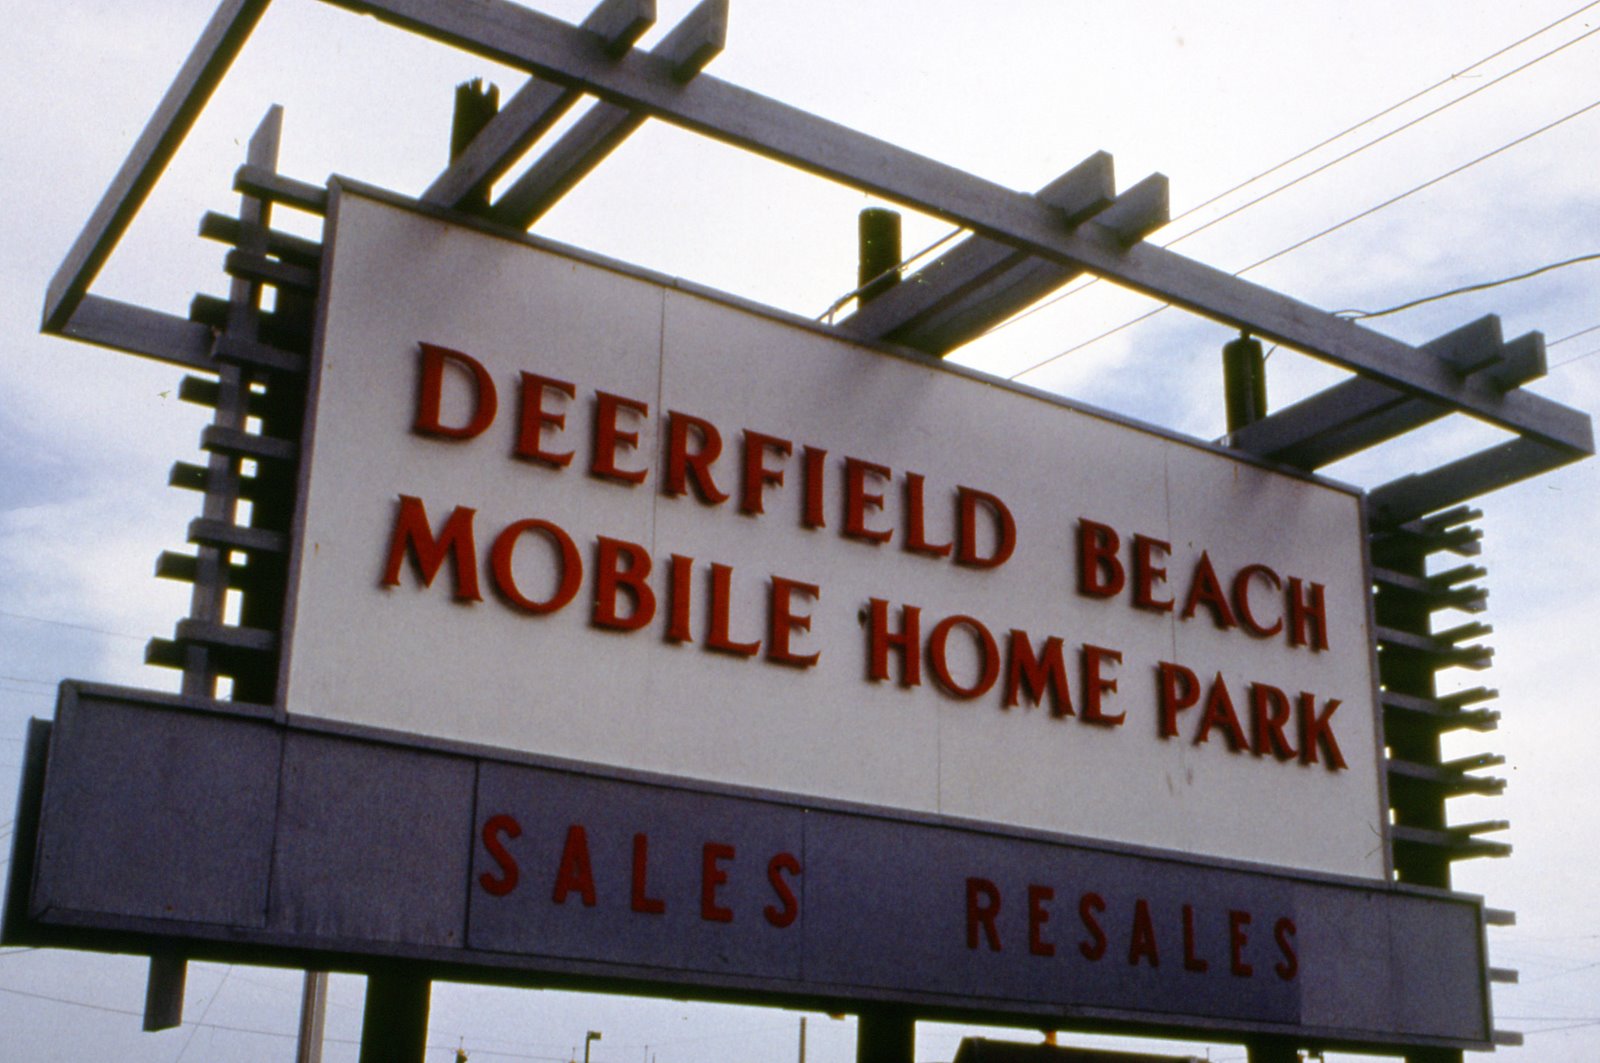 DEERFIELD BEACH
MOBILE HOME PARK
SALES RESALES